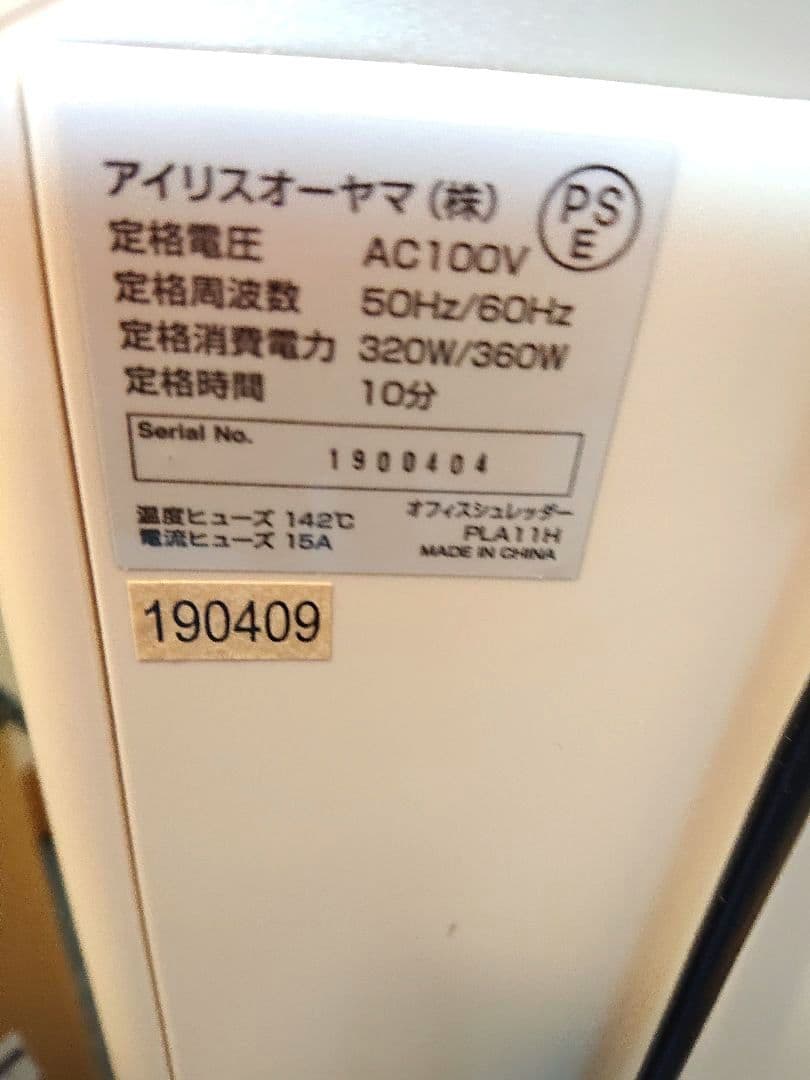 アイリスオーヤマ(株)
PS
E
定格電圧 AC100V
定格周波数 50Hz/60Hz
定格消費電力 320W/360W
定格時間 10分
Serial No.
1900404
温度ヒューズ 142℃
電流ヒューズ 15A
オフィスシュレッダー
PLA11H
MADE IN CHINA
190409